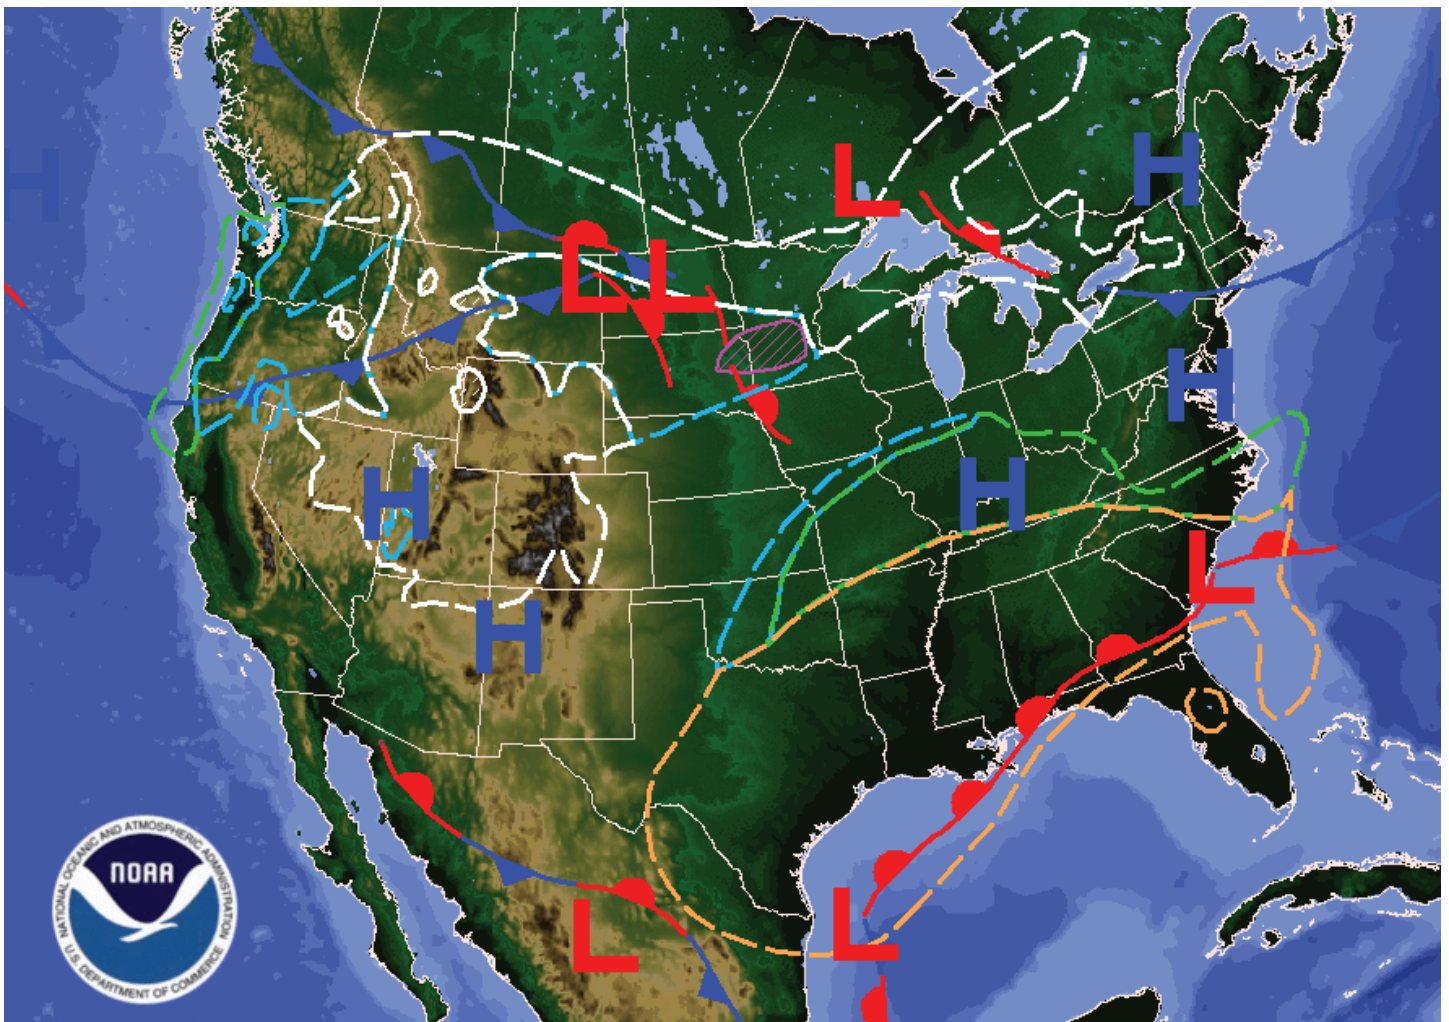 H
L
H
L
L
H
H
H
H
L
L
L
NOAA
NATIONAL OCEANIC AND ATMOSPHERIC ADMINISTRATION
U.S. DEPARTMENT OF COMMERCE